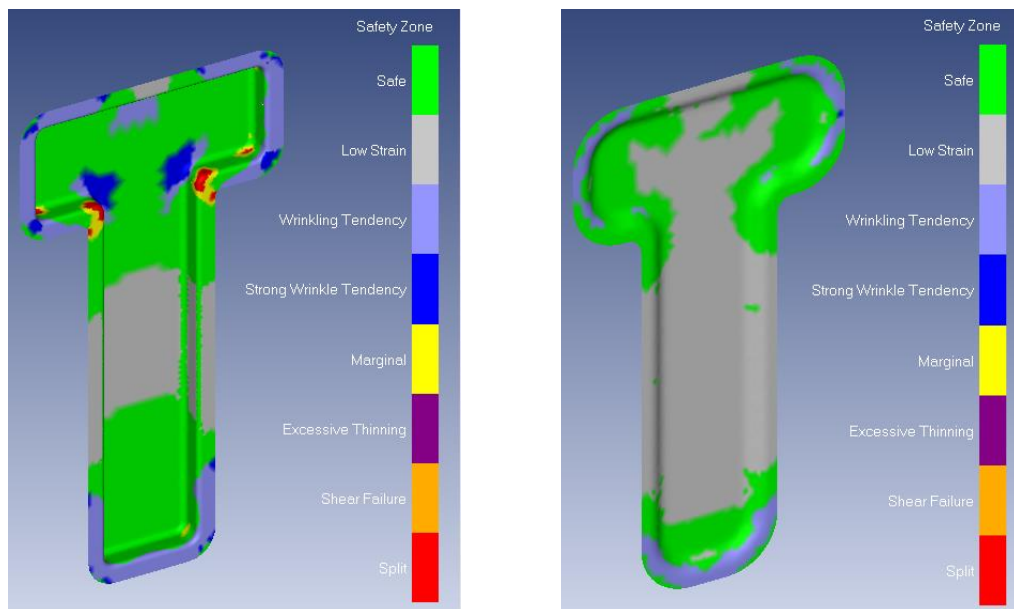 Safety Zone
Safe
Low Strain
Wrinkling Tendency
Strong Wrinkle Tendency
Marginal
Excessive Thinning
Shear Failure
Split
Safety Zone
Safe
Low Strain
Wrinkling Tendency
Strong Wrinkle Tendency
Marginal
Excessive Thinning
Shear Failure
Split